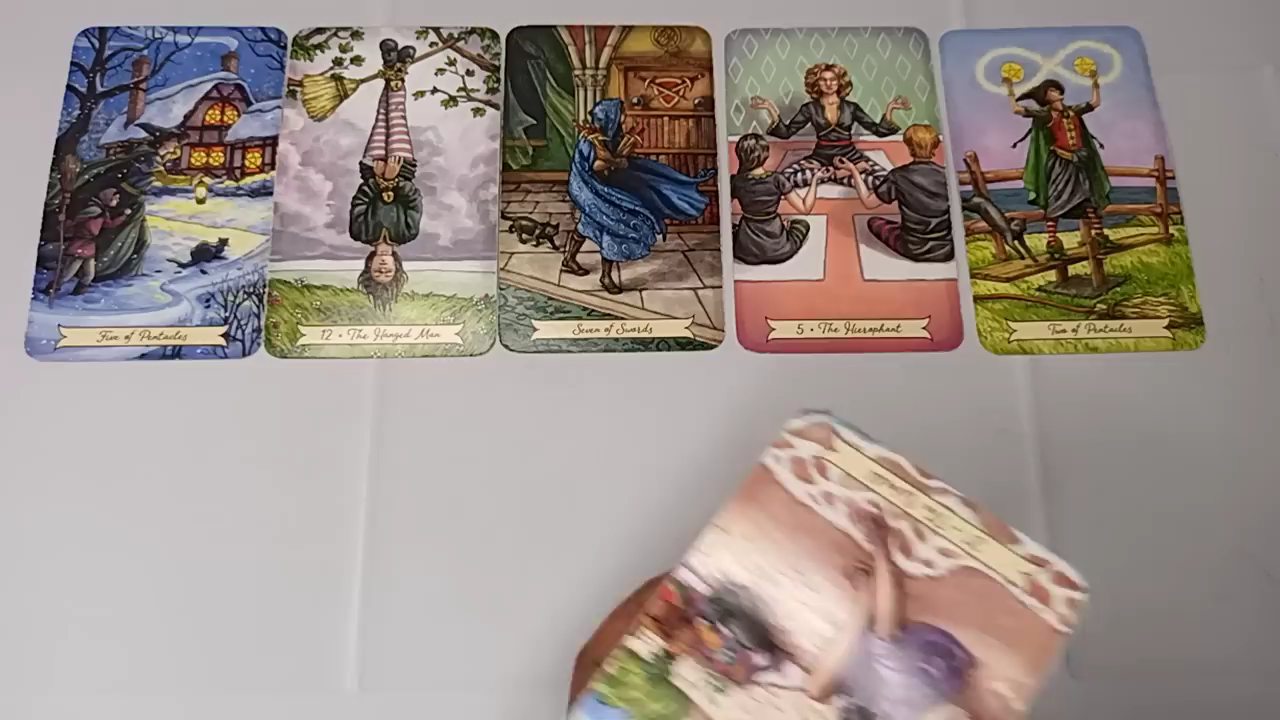 Five of Pentacles
12 • The Hanged Man
Seven of Swords
5 • The Hierophant
Two of Pentacles